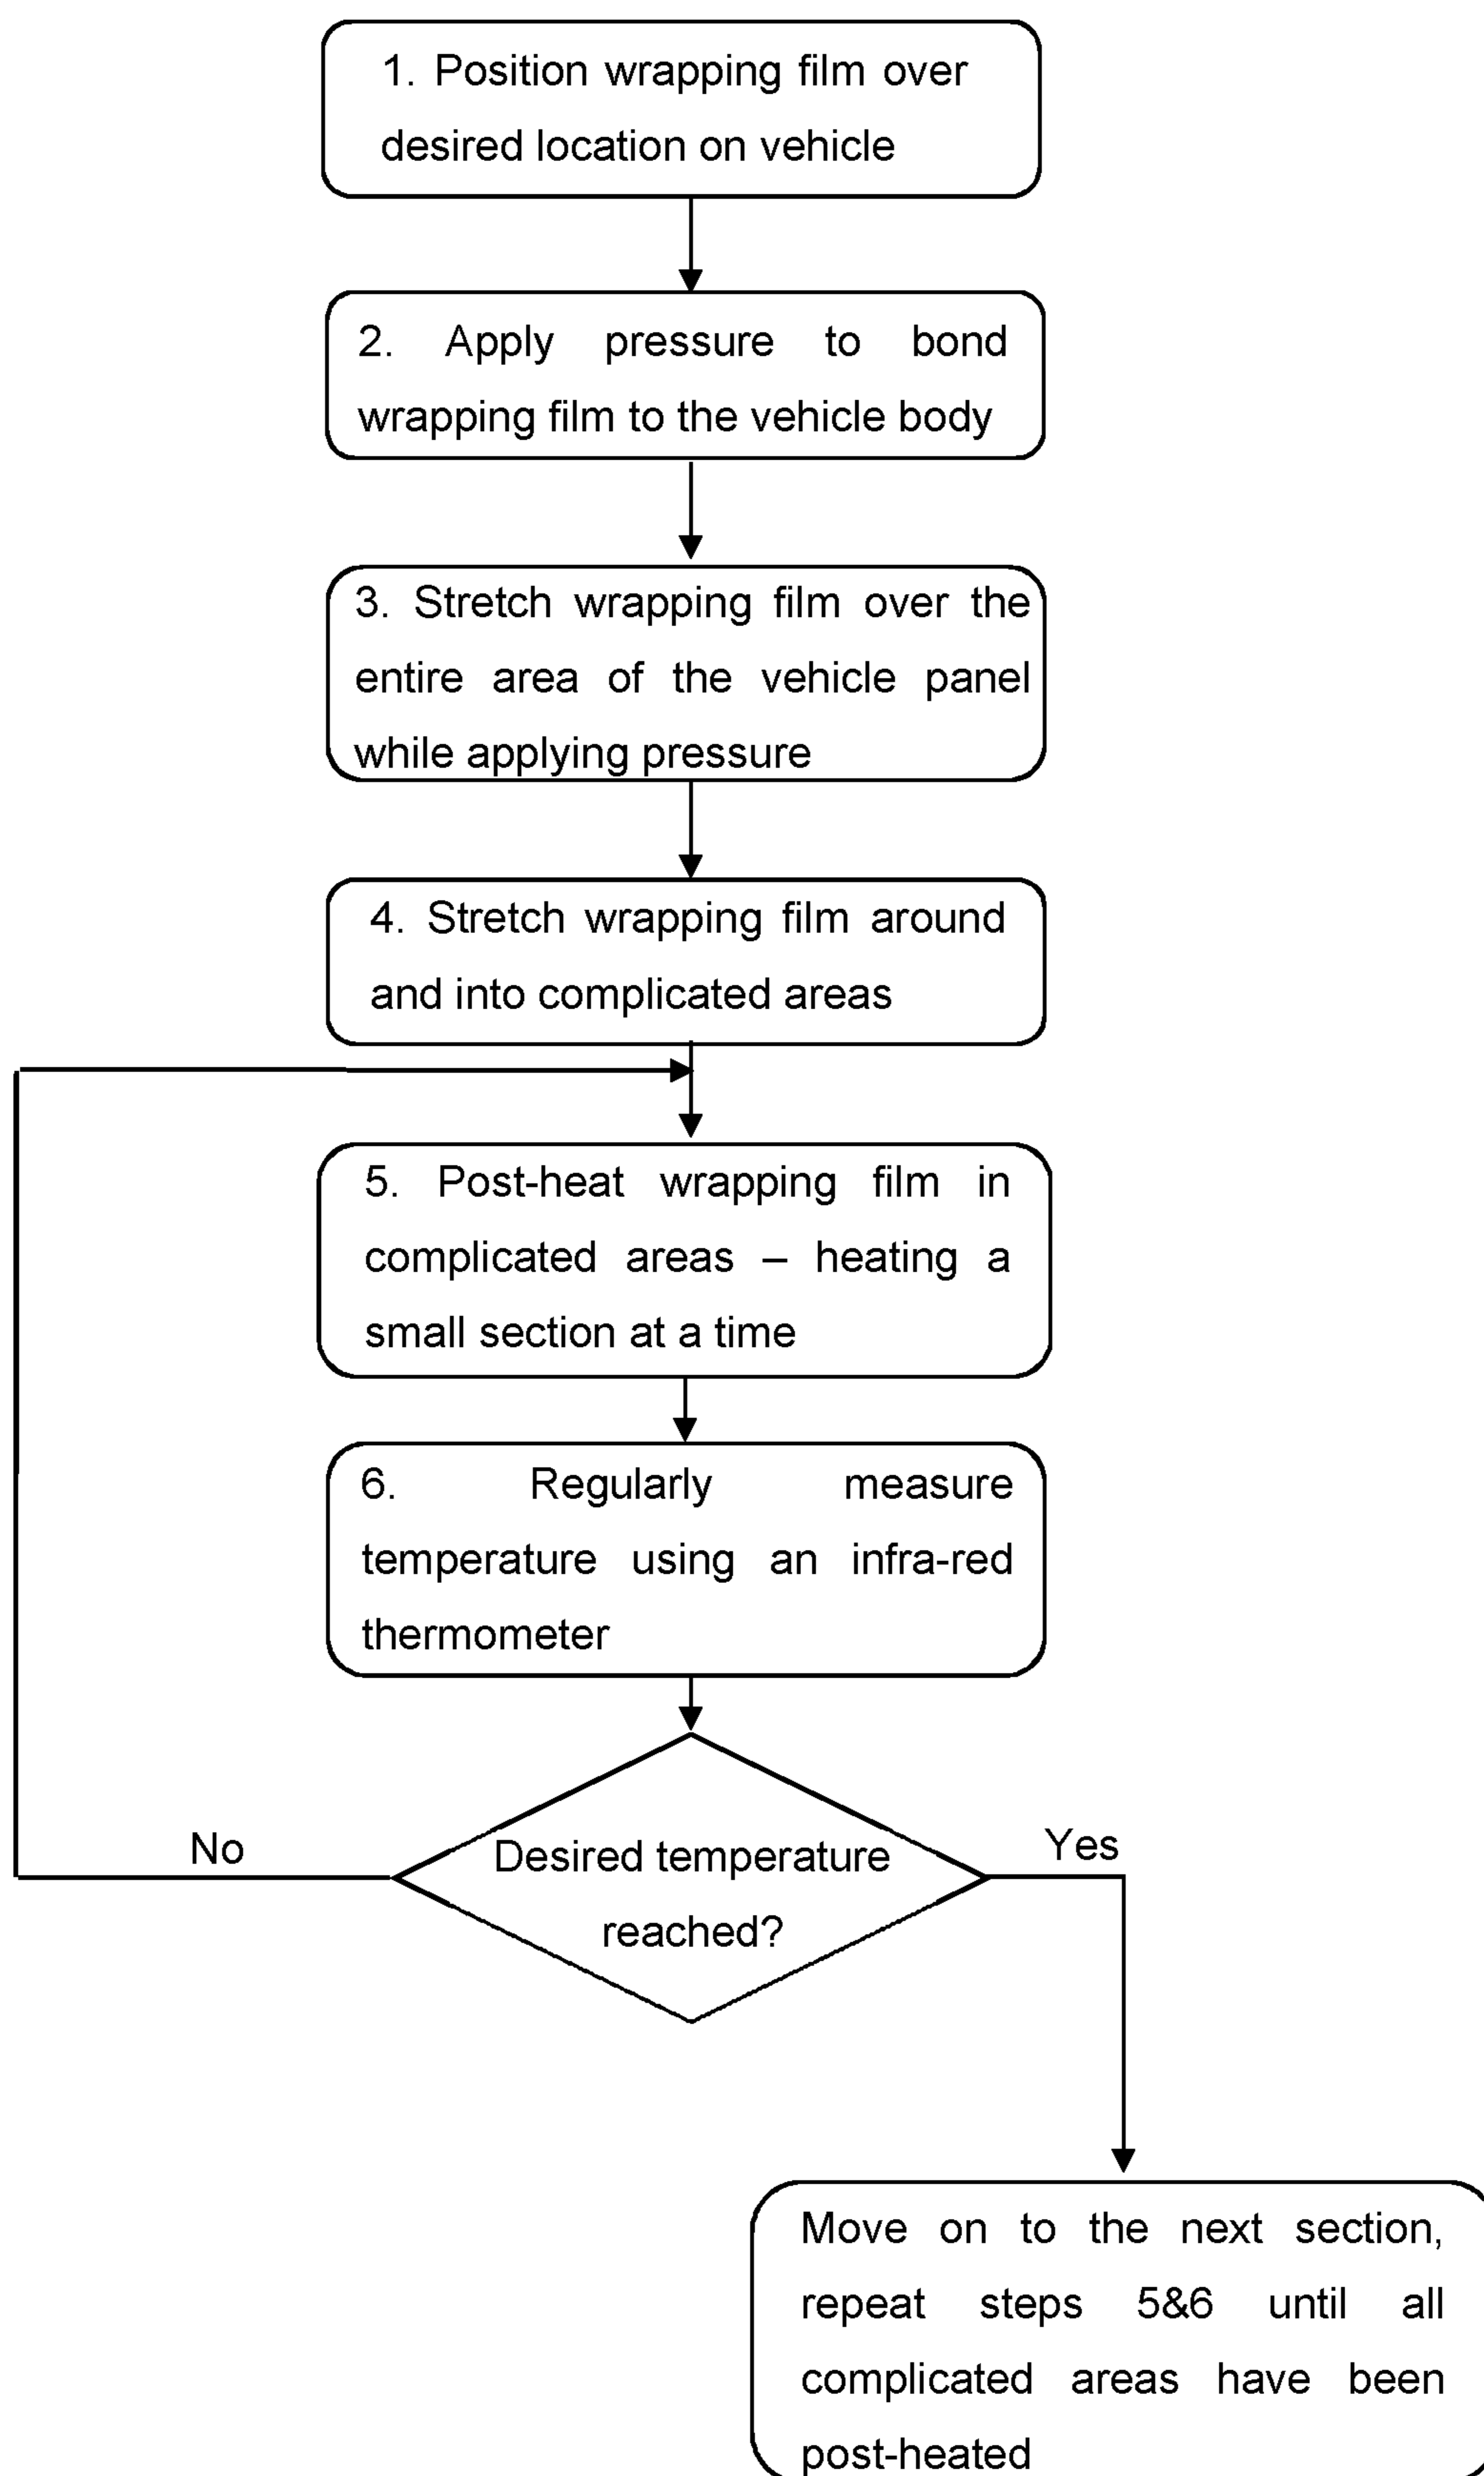 1. Position wrapping film over
desired location on vehicle
2. Apply pressure to bond
wrapping film to the vehicle body
3. Stretch wrapping film over the
entire area of the vehicle panel
while applying pressure
4. Stretch wrapping film around
and into complicated areas
5. Post-heat wrapping film in
complicated areas – heating a
small section at a time
6. Regularly measure
temperature using an infra-red
thermometer
No
Desired temperature
reached?
Yes
Move on to the next section,
repeat steps 5&6 until all
complicated areas have been
post-heated